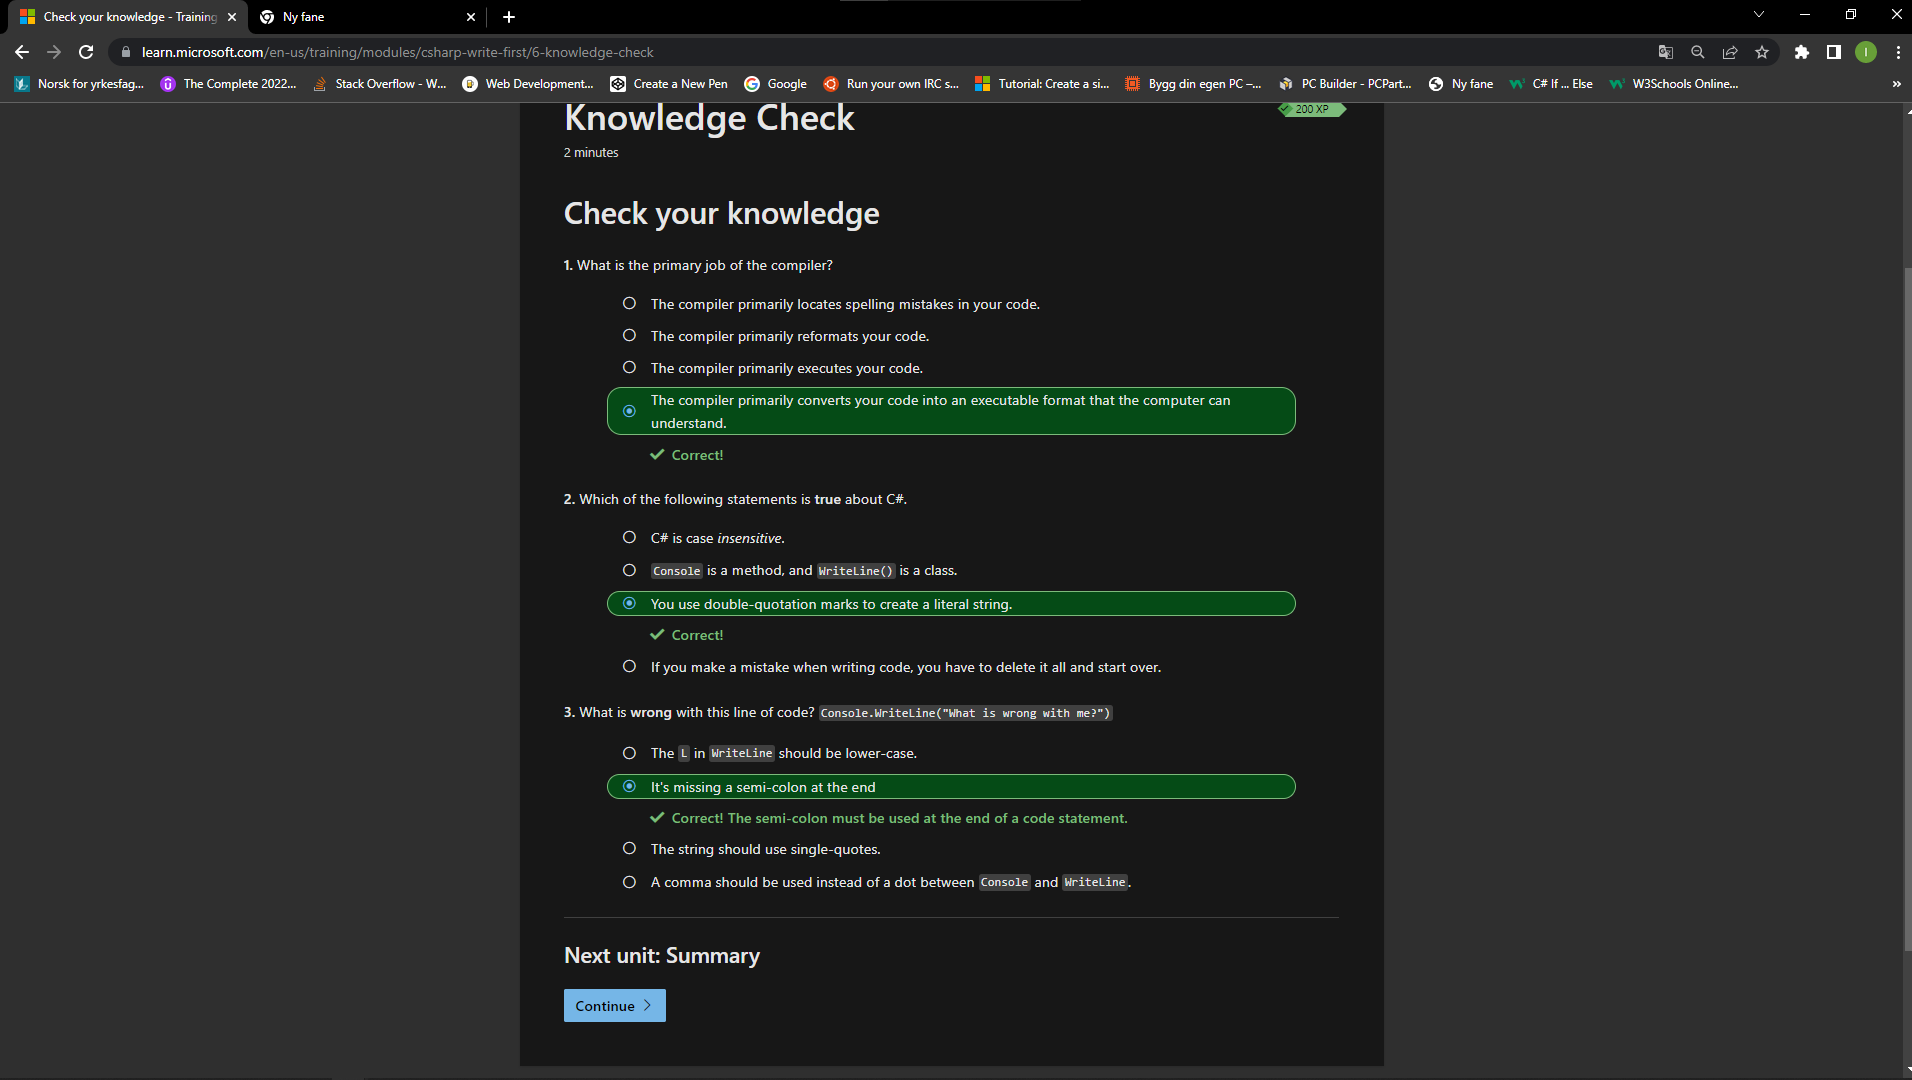 Check your knowledge - Training
Ny fane
learn.microsoft.com/en-us/training/modules/csharp-write-first/6-knowledge-check
I
Norsk for yrkesfag...
The Complete 2022...
Stack Overflow - W...
Web Development...
Create a New Pen
Google
Run your own IRC s...
Tutorial: Create a si...
Bygg din egen PC –...
PC Builder - PCPart...
Ny fane
C# If ... Else
W3Schools Online...
»
Knowledge Check
200 XP
2 minutes
Check your knowledge
1. What is the primary job of the compiler?
The compiler primarily locates spelling mistakes in your code.
The compiler primarily reformats your code.
The compiler primarily executes your code.
The compiler primarily converts your code into an executable format that the computer can
understand.
Correct!
2. Which of the following statements is true about C#.
C# is case insensitive.
Console is a method, and WriteLine() is a class.
You use double-quotation marks to create a literal string.
Correct!
If you make a mistake when writing code, you have to delete it all and start over.
3. What is wrong with this line of code? Console.WriteLine("What is wrong with me?")
The L in WriteLine should be lower-case.
It's missing a semi-colon at the end
Correct! The semi-colon must be used at the end of a code statement.
The string should use single-quotes.
A comma should be used instead of a dot between Console and WriteLine.
Next unit: Summary
Continue